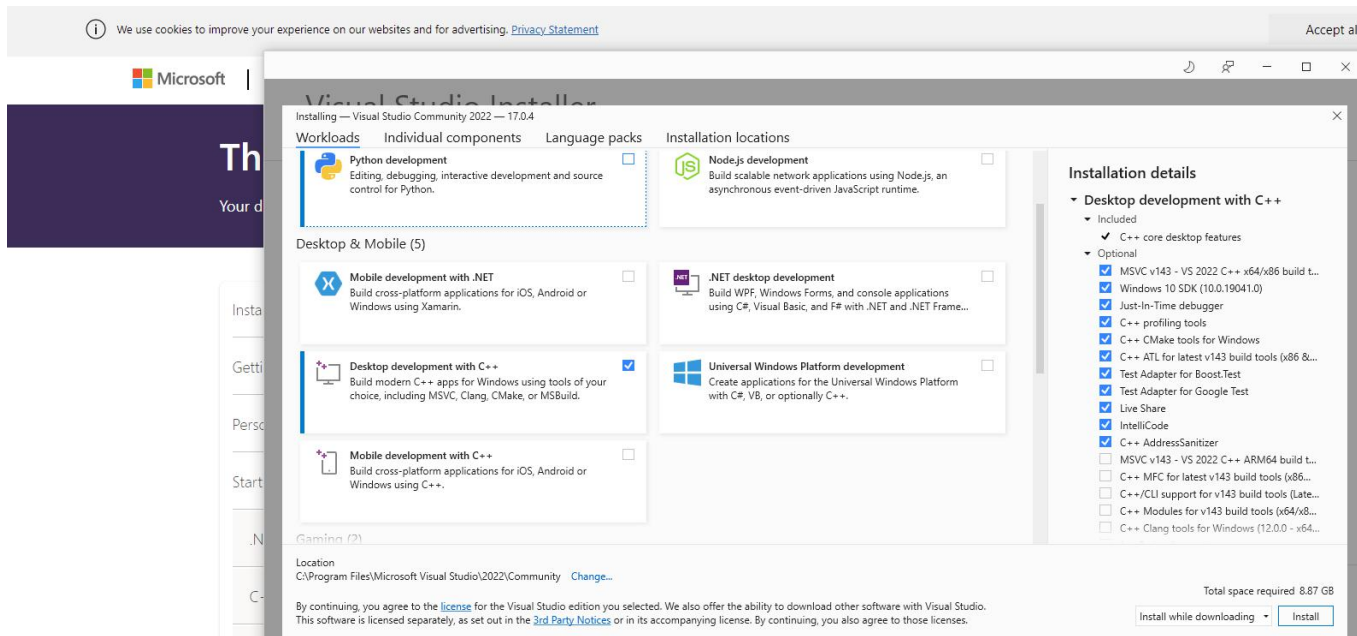 We use cookies to improve your experience on our websites and for advertising. Privacy Statement
Accept al
Microsoft
Visual Studio Installer
Th
Your d
Insta
Getti
Perso
Start
.N
C-
Installing — Visual Studio Community 2022 — 17.0.4
Workloads Individual components Language packs Installation locations
Python development
Editing, debugging, interactive development and source
control for Python.
Node.js development
Build scalable network applications using Node.js, an
asynchronous event-driven JavaScript runtime.
Desktop & Mobile (5)
Mobile development with .NET
Build cross-platform applications for iOS, Android or
Windows using Xamarin.
.NET desktop development
Build WPF, Windows Forms, and console applications
using C#, Visual Basic, and F# with .NET and .NET Frame...
Desktop development with C++
Build modern C++ apps for Windows using tools of your
choice, including MSVC, Clang, CMake, or MSBuild.
Universal Windows Platform development
Create applications for the Universal Windows Platform
with C#, VB, or optionally C++.
Mobile development with C++
Build cross-platform applications for iOS, Android or
Windows using C++.
Gaming (2)
Installation details
Desktop development with C++
Included
C++ core desktop features
Optional
MSVC v143 - VS 2022 C++ x64/x86 build t...
Windows 10 SDK (10.0.19041.0)
Just-In-Time debugger
C++ profiling tools
C++ CMake tools for Windows
C++ ATL for latest v143 build tools (x86 &...
Test Adapter for Boost.Test
Test Adapter for Google Test
Live Share
IntelliCode
C++ AddressSanitizer
MSVC v143 - VS 2022 C++ ARM64 build t...
C++ MFC for latest v143 build tools (x86...
C++/CLI support for v143 build tools (Late...
C++ Modules for v143 build tools (x64/x8...
C++ Clang tools for Windows (12.0.0 - x64...
Location
C:\Program Files\Microsoft Visual Studio\2022\Community Change...
By continuing, you agree to the license for the Visual Studio edition you selected. We also offer the ability to download other software with Visual Studio.
This software is licensed separately, as set out in the 3rd Party Notices or in its accompanying license. By continuing, you also agree to those licenses.
Total space required 8.87 GB
Install while downloading Install